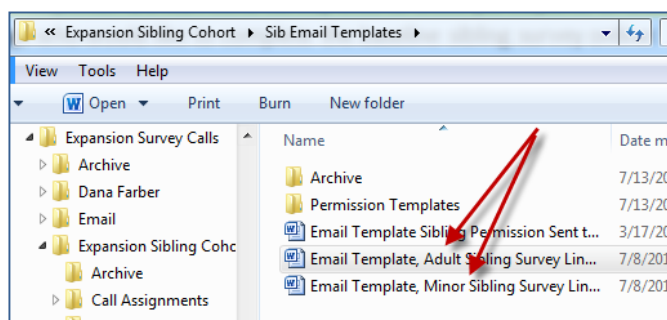 « Expansion Sibling Cohort Sib Email Templates
View Tools Help
Open Print Burn New folder
Expansion Survey Calls
Archive
Dana Farber
Email
Expansion Sibling Cohc
Archive
Call Assignments
Name Date m
Archive 7/13/20
Permission Templates 7/13/20
Email Template Sibling Permission Sent t... 3/17/20
Email Template, Adult Sibling Survey Lin... 7/8/201
Email Template, Minor Sibling Survey Lin... 7/8/201